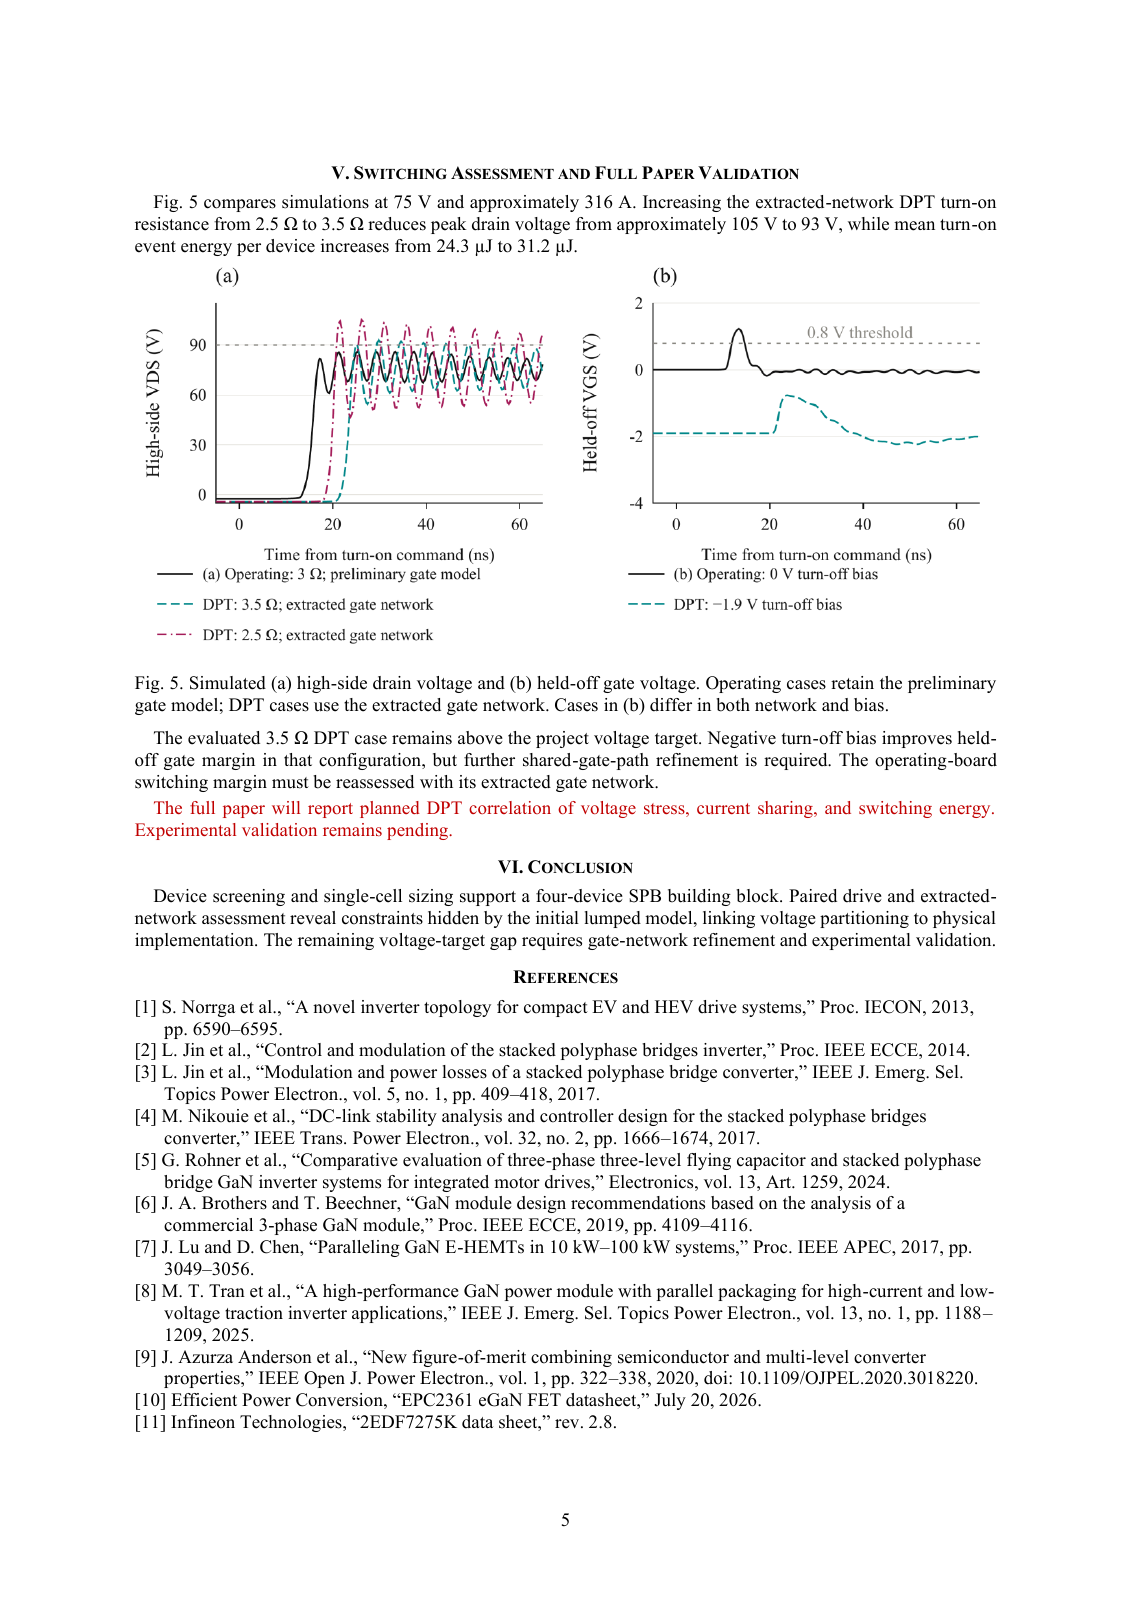 V. SWITCHING ASSESSMENT AND FULL PAPER VALIDATION
Fig. 5 compares simulations at 75 V and approximately 316 A. Increasing the extracted-network DPT turn-on
resistance from 2.5 Ω to 3.5 Ω reduces peak drain voltage from approximately 105 V to 93 V, while mean turn-on
event energy per device increases from 24.3 μJ to 31.2 μJ.
(a)
High-side VDS (V)
90
60
30
0
0 20 40 60
Time from turn-on command (ns)
(a) Operating: 3 Ω; preliminary gate model
DPT: 3.5 Ω; extracted gate network
DPT: 2.5 Ω; extracted gate network
(b)
Held-off VGS (V)
2
0.8 V threshold
0
-2
-4
0 20 40 60
Time from turn-on command (ns)
(b) Operating: 0 V turn-off bias
DPT: −1.9 V turn-off bias
Fig. 5. Simulated (a) high-side drain voltage and (b) held-off gate voltage. Operating cases retain the preliminary
gate model; DPT cases use the extracted gate network. Cases in (b) differ in both network and bias.
The evaluated 3.5 Ω DPT case remains above the project voltage target. Negative turn-off bias improves held-
off gate margin in that configuration, but further shared-gate-path refinement is required. The operating-board
switching margin must be reassessed with its extracted gate network.
The full paper will report planned DPT correlation of voltage stress, current sharing, and switching energy.
Experimental validation remains pending.
VI. CONCLUSION
Device screening and single-cell sizing support a four-device SPB building block. Paired drive and extracted-
network assessment reveal constraints hidden by the initial lumped model, linking voltage partitioning to physical
implementation. The remaining voltage-target gap requires gate-network refinement and experimental validation.
REFERENCES
[1] S. Norrga et al., “A novel inverter topology for compact EV and HEV drive systems,” Proc. IECON, 2013,
pp. 6590–6595.
[2] L. Jin et al., “Control and modulation of the stacked polyphase bridges inverter,” Proc. IEEE ECCE, 2014.
[3] L. Jin et al., “Modulation and power losses of a stacked polyphase bridge converter,” IEEE J. Emerg. Sel.
Topics Power Electron., vol. 5, no. 1, pp. 409–418, 2017.
[4] M. Nikouie et al., “DC-link stability analysis and controller design for the stacked polyphase bridges
converter,” IEEE Trans. Power Electron., vol. 32, no. 2, pp. 1666–1674, 2017.
[5] G. Rohner et al., “Comparative evaluation of three-phase three-level flying capacitor and stacked polyphase
bridge GaN inverter systems for integrated motor drives,” Electronics, vol. 13, Art. 1259, 2024.
[6] J. A. Brothers and T. Beechner, “GaN module design recommendations based on the analysis of a
commercial 3-phase GaN module,” Proc. IEEE ECCE, 2019, pp. 4109–4116.
[7] J. Lu and D. Chen, “Paralleling GaN E-HEMTs in 10 kW–100 kW systems,” Proc. IEEE APEC, 2017, pp.
3049–3056.
[8] M. T. Tran et al., “A high-performance GaN power module with parallel packaging for high-current and low-
voltage traction inverter applications,” IEEE J. Emerg. Sel. Topics Power Electron., vol. 13, no. 1, pp. 1188–
1209, 2025.
[9] J. Azurza Anderson et al., “New figure-of-merit combining semiconductor and multi-level converter
properties,” IEEE Open J. Power Electron., vol. 1, pp. 322–338, 2020, doi: 10.1109/OJPEL.2020.3018220.
[10] Efficient Power Conversion, “EPC2361 eGaN FET datasheet,” July 20, 2026.
[11] Infineon Technologies, “2EDF7275K data sheet,” rev. 2.8.
5